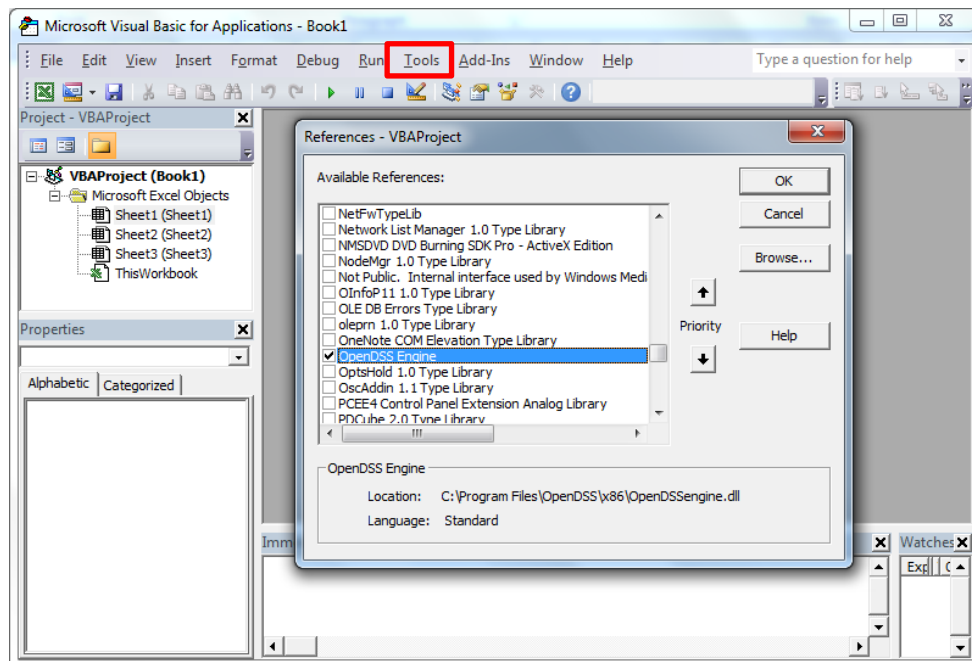 Microsoft Visual Basic for Applications - Book1
File Edit View Insert Format Debug Run Tools Add-Ins Window Help
Type a question for help
Project - VBAProject
VBAProject (Book1)
Microsoft Excel Objects
Sheet1 (Sheet1)
Sheet2 (Sheet2)
Sheet3 (Sheet3)
ThisWorkbook
Properties
Alphabetic Categorized
References - VBAProject
Available References:
NetFwTypeLib
Network List Manager 1.0 Type Library
NMSDVD DVD Burning SDK Pro - ActiveX Edition
NodeMgr 1.0 Type Library
Not Public. Internal interface used by Windows Medi
OInfoP11 1.0 Type Library
OLE DB Errors Type Library
oleprn 1.0 Type Library
OneNote COM Elevation Type Library
OpenDSS Engine
OptsHold 1.0 Type Library
OscAddin 1.1 Type Library
PCEE4 Control Panel Extension Analog Library
PDCube 2.0 Type Library
OK
Cancel
Browse...
Priority
Help
OpenDSS Engine
Location: C:\Program Files\OpenDSS\x86\OpenDSSengine.dll
Language: Standard
Imm
Watches